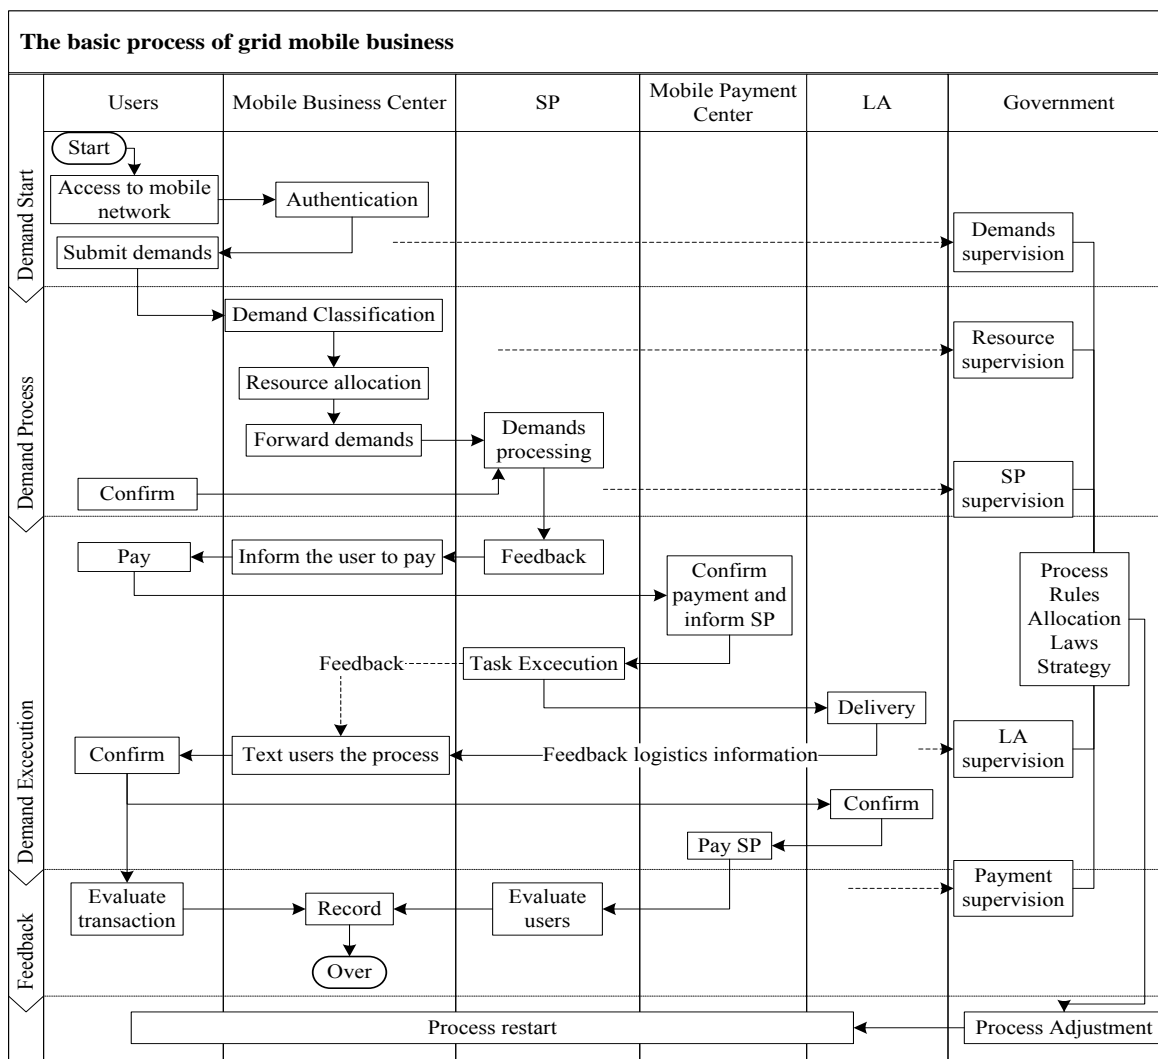 The basic process of grid mobile business
Users
Mobile Business Center
SP
Mobile Payment
Center
LA
Government
Demand Start
Start
Access to mobile
network
Authentication
Submit demands
Demands
supervision
Demand Process
Demand Classification
Resource
supervision
Resource allocation
Forward demands
Demands
processing
Confirm
SP
supervision
Demand Execution
Pay
Inform the user to pay
Feedback
Confirm
payment and
inform SP
Process
Rules
Allocation
Laws
Strategy
Feedback
Task Excecution
Delivery
Confirm
Text users the process
Feedback logistics information
LA
supervision
Confirm
Pay SP
Feedback
Evaluate
transaction
Record
Evaluate
users
Payment
supervision
Over
Process restart
Process Adjustment